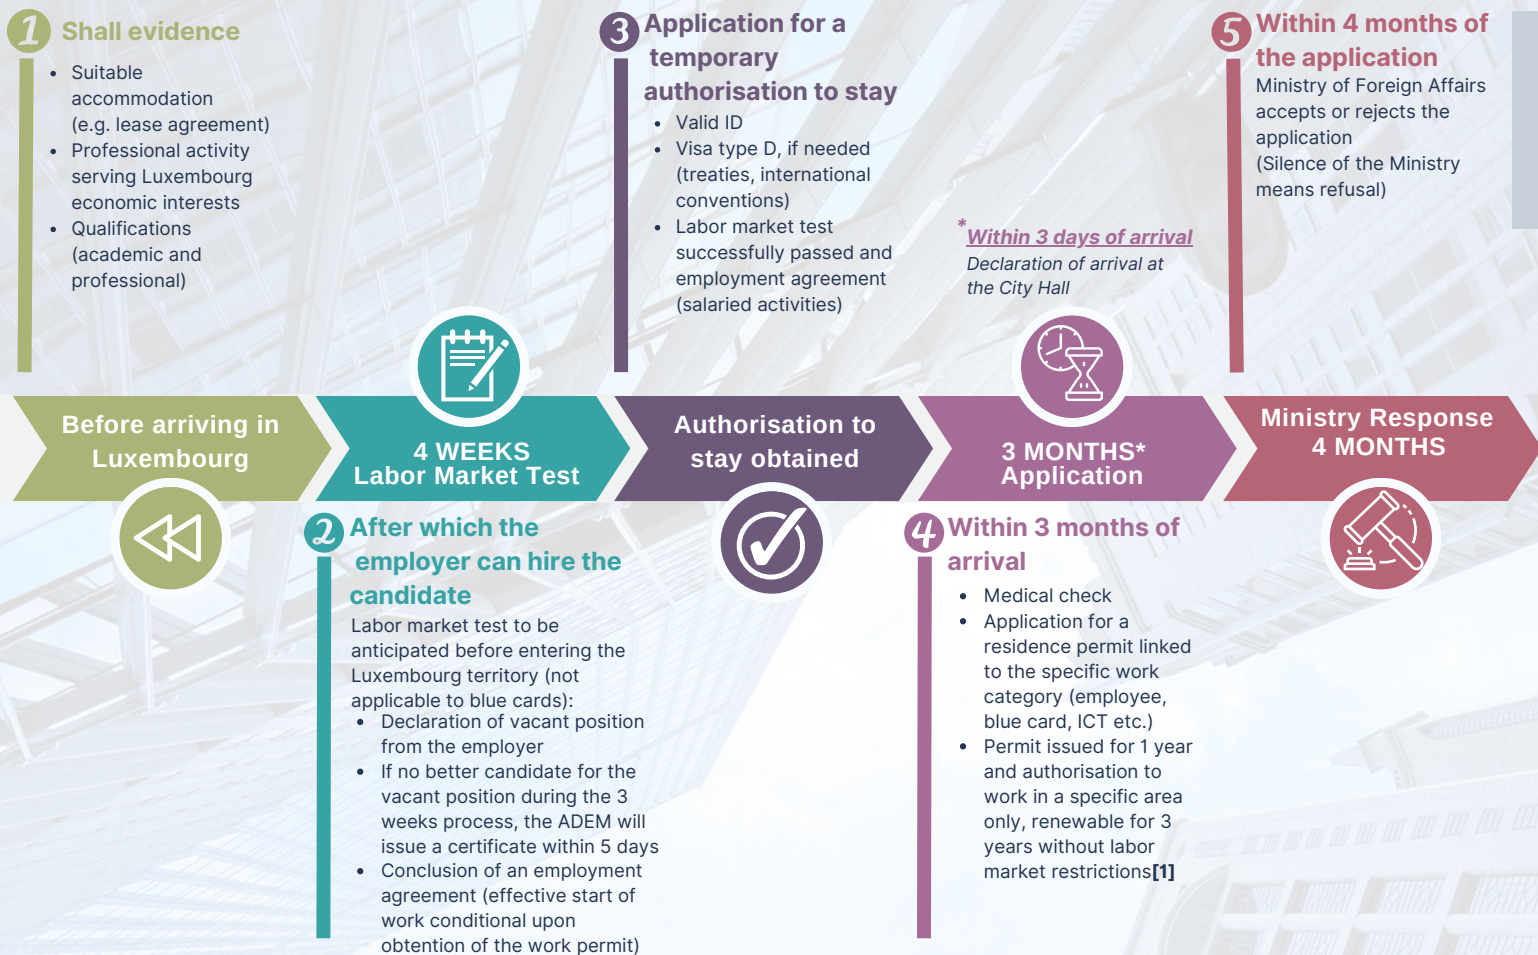 1 Shall evidence
• Suitable
accommodation
(e.g. lease agreement)
• Professional activity
serving Luxembourg
economic interests
• Qualifications
(academic and
professional)
3 Application for a
temporary
authorisation to stay
• Valid ID
• Visa type D, if needed
(treaties, international
conventions)
• Labor market test
successfully passed and
employment agreement
(salaried activities)
*Within 3 days of arrival
Declaration of arrival at
the City Hall
5 Within 4 months of
the application
Ministry of Foreign Affairs
accepts or rejects the
application
(Silence of the Ministry
means refusal)
Before arriving in
Luxembourg
4 WEEKS
Labor Market Test
Authorisation to
stay obtained
3 MONTHS*
Application
Ministry Response
4 MONTHS
2 After which the
employer can hire the
candidate
Labor market test to be
anticipated before entering the
Luxembourg territory (not
applicable to blue cards):
• Declaration of vacant position
from the employer
• If no better candidate for the
vacant position during the 3
weeks process, the ADEM will
issue a certificate within 5 days
• Conclusion of an employment
agreement (effective start of
work conditional upon
obtention of the work permit)
4 Within 3 months of
arrival
• Medical check
• Application for a
residence permit linked
to the specific work
category (employee,
blue card, ICT etc.)
• Permit issued for 1 year
and authorisation to
work in a specific area
only, renewable for 3
years without labor
market restrictions[1]